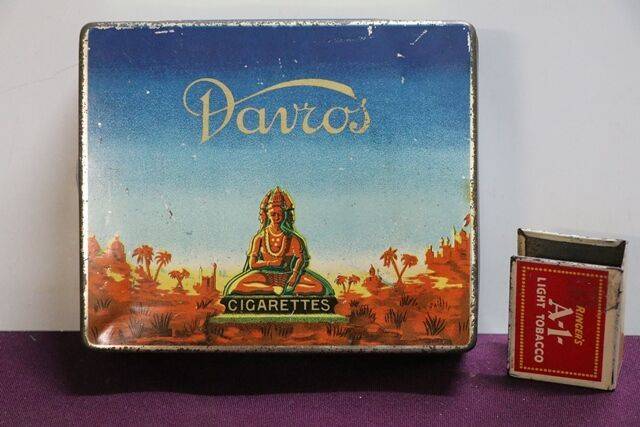 Davros
CIGARETTES
RINGER'S
A-1-
LIGHT TOBACCO